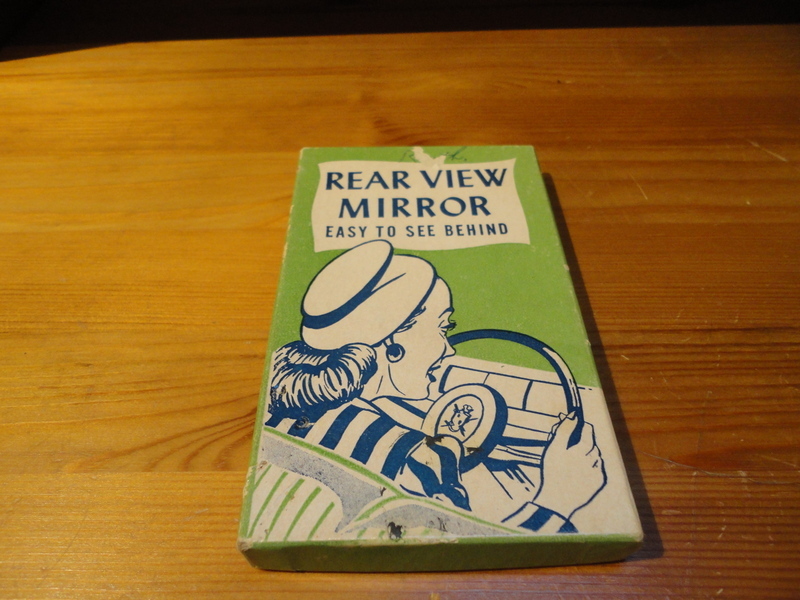 REAR VIEW
MIRROR
EASY TO SEE BEHIND